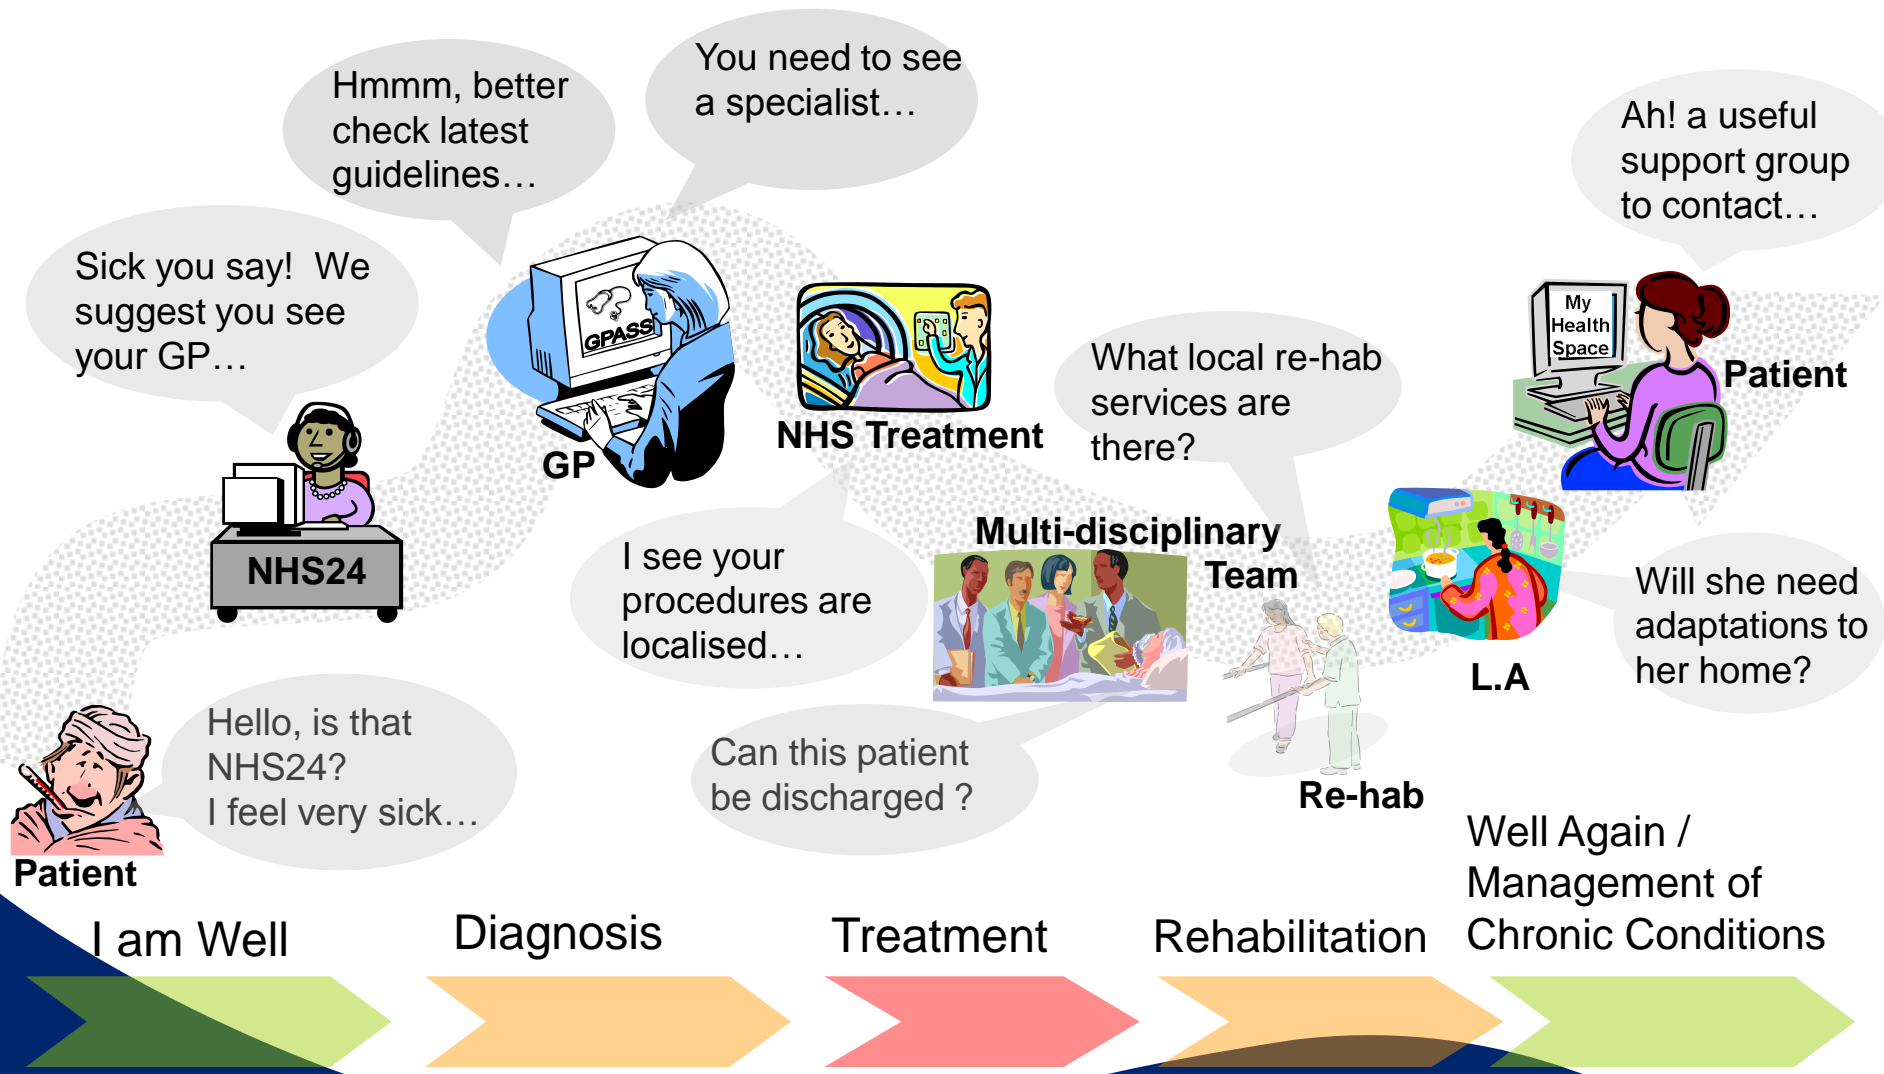 You need to see
a specialist…
Hmmm, better
check latest
guidelines…
Ah! a useful
support group
to contact…
Sick you say!  We
suggest you see
your GP…
GPASS
GP
NHS Treatment
What local re-hab
services are
there?
My
Health
Space
Patient
NHS24
I see your
procedures are
localised…
Multi-disciplinary
Team
L.A
Will she need
adaptations to
her home?
Hello, is that
NHS24?
I feel very sick…
Patient
Can this patient
be discharged ?
Re-hab
I am Well
Diagnosis
Treatment
Rehabilitation
Well Again /
Management of
Chronic Conditions